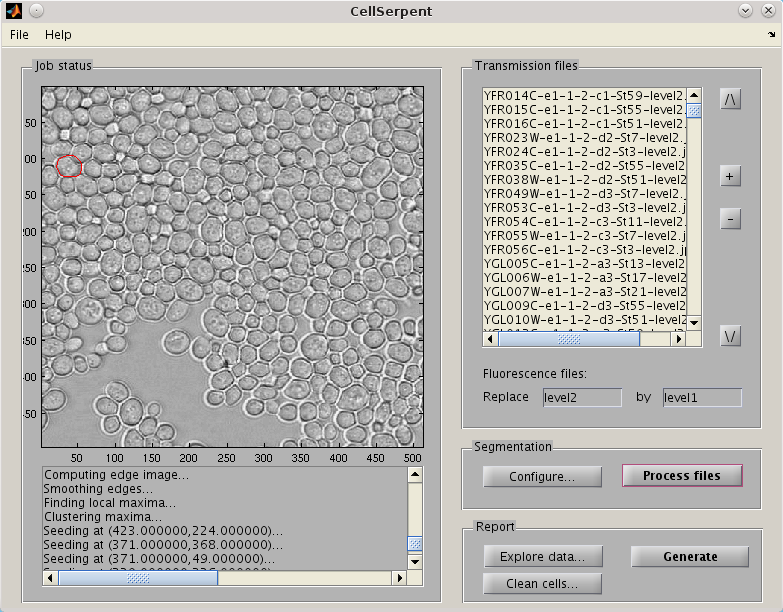 CellSerpent
File Help
Job status
50
00
50
00
50
00
50
00
50
50 100 150 200 250 300 350 400 450 500
Computing edge image...
Smoothing edges...
Finding local maxima...
Clustering maxima...
Seeding at (423.000000,224.000000)...
Seeding at (371.000000,368.000000)...
Seeding at (371.000000,49.000000)...
Transmission files
YFR014C-e1-1-2-c1-St59-level2.
YFR015C-e1-1-2-c1-St55-level2.
YFR016C-e1-1-2-c1-St51-level2.
YFR023W-e1-1-2-d2-St7-level2.
YFR024C-e1-1-2-d2-St3-level2.j
YFR035C-e1-1-2-d2-St55-level2
YFR038W-e1-1-2-d2-St51-level2
YFR049W-e1-1-2-d3-St7-level2.
YFR053C-e1-1-2-d3-St3-level2.j
YFR054C-e1-1-2-c3-St11-level2.
YFR055W-e1-1-2-c3-St7-level2.
YFR056C-e1-1-2-c3-St3-level2.j
YGL005C-e1-1-2-a3-St13-level2
YGL006W-e1-1-2-a3-St17-level2
YGL007W-e1-1-2-a3-St21-level2
YGL009C-e1-1-2-d3-St55-level2
YGL010W-e1-1-2-d3-St51-level2
/\
+
-
\/
Fluorescence files:
Replace level2 by level1
Segmentation
Configure... Process files
Report
Explore data... Generate
Clean cells...